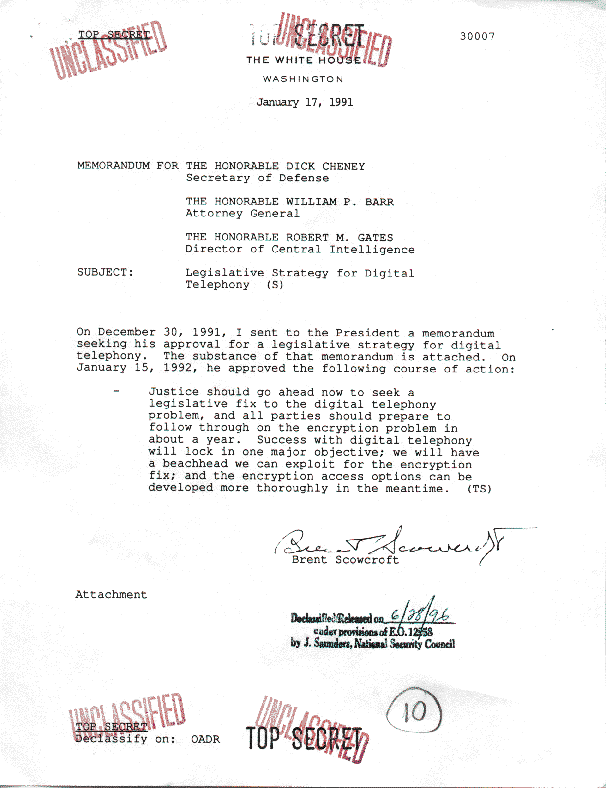 TOP SECRET
UNCLASSIFIED
TOP SECRET
UNCLASSIFIED
30007
THE WHITE HOUSE
WASHINGTON
January 17, 1991
MEMORANDUM FOR THE HONORABLE DICK CHENEY
Secretary of Defense
THE HONORABLE WILLIAM P. BARR
Attorney General
THE HONORABLE ROBERT M. GATES
Director of Central Intelligence
SUBJECT: Legislative Strategy for Digital
Telephony (S)
On December 30, 1991, I sent to the President a memorandum
seeking his approval for a legislative strategy for digital
telephony. The substance of that memorandum is attached. On
January 15, 1992, he approved the following course of action:
- Justice should go ahead now to seek a
legislative fix to the digital telephony
problem, and all parties should prepare to
follow through on the encryption problem in
about a year. Success with digital telephony
will lock in one major objective; we will have
a beachhead we can exploit for the encryption
fix; and the encryption access options can be
developed more thoroughly in the meantime. (TS)
Brent Scowcroft
Brent Scowcroft
Attachment
Declassified/Released on 6/28/96
under provisions of E.O. 12958
by J. Saunders, National Security Council
UNCLASSIFIED
TOP SECRET
Declassify on: OADR
UNCLASSIFIED
TOP SECRET
10